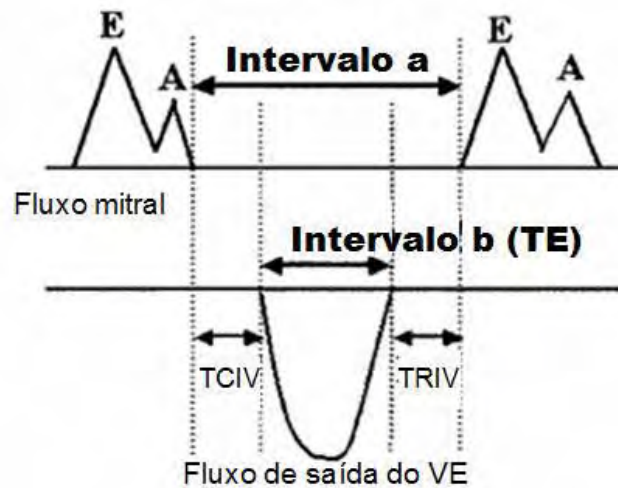 E
A
Intervalo a
E
A
Fluxo mitral
Intervalo b (TE)
TCIV
TRIV
Fluxo de saída do VE